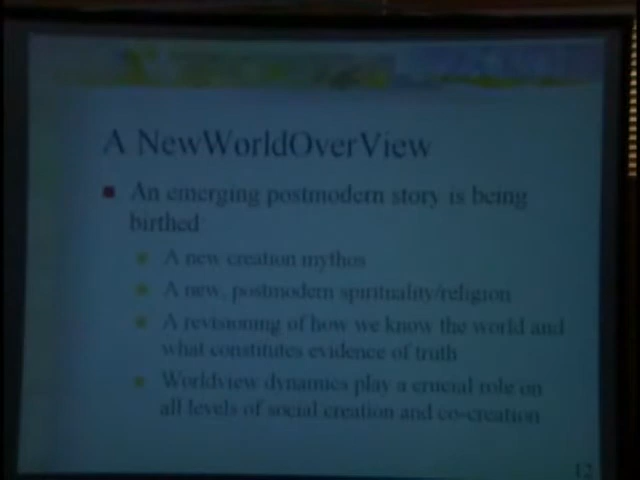 A NewWorldOverView
An emerging postmodern story is being
birthed
A new creation mythos
A new, postmodern spirituality/religion
A revisioning of how we know the world and
what constitutes evidence of truth
Worldview dynamics play a crucial role on
all levels of social creation and co-creation
12